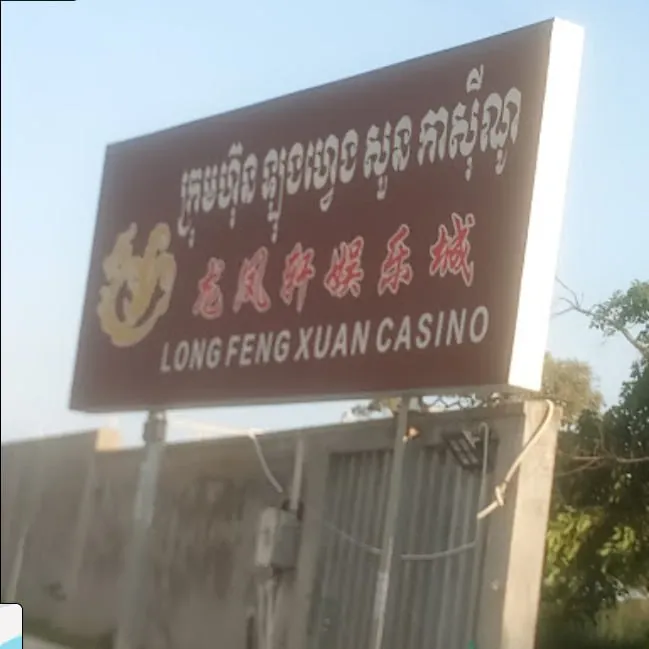 ក្រុមហ៊ុន ឡុងហ្វេង សួន កាស៊ីណូ
龙凤轩娱乐城
LONG FENG XUAN CASINO